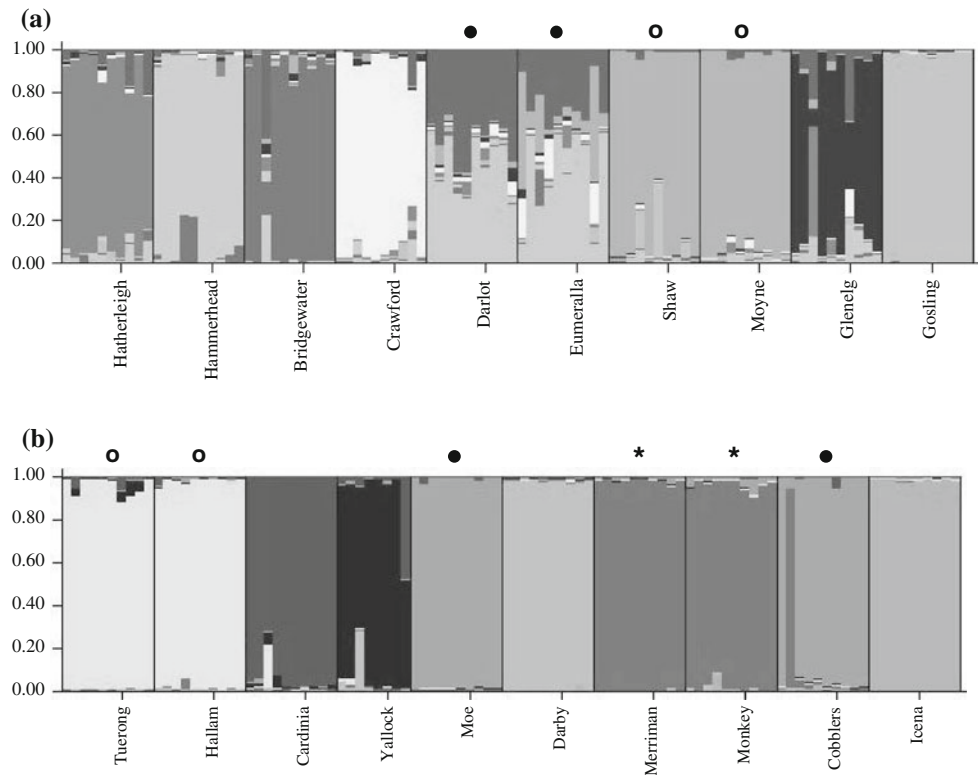 (a)
● ● o o
1.00
0.80
0.60
0.40
0.20
0.00
Hatherleigh
Hammerhead
Bridgewater
Crawford
Darlot
Eumeralla
Shaw
Moyne
Glenelg
Gosling
(b)
o o ● * * ●
1.00
0.80
0.60
0.40
0.20
0.00
Tuerong
Hallam
Cardinia
Yallock
Moe
Darby
Merriman
Monkey
Cobblers
Icena